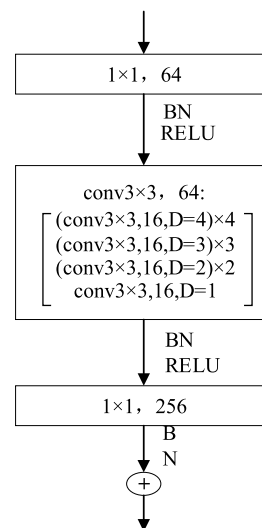 1×1，64
BN
RELU
conv3×3，64:
(conv3×3,16,D=4)×4
(conv3×3,16,D=3)×3
(conv3×3,16,D=2)×2
conv3×3,16,D=1
BN
RELU
1×1，256
B
N
+